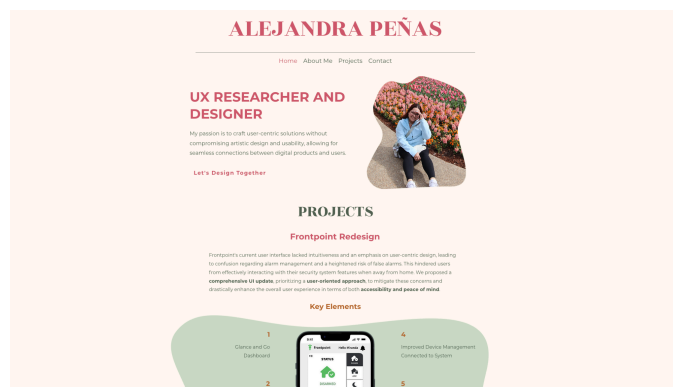 ALEJANDRA PEÑAS
Home About Me Projects Contact
UX RESEARCHER AND
DESIGNER
My passion is to craft user-centric solutions without
compromising artistic design and usability, allowing for
seamless connections between digital products and users.
Let's Design Together
PROJECTS
Frontpoint Redesign
Frontpoint's current user interface lacked intuitiveness and an emphasis on user-centric design, leading
to confusion regarding alarm management and a heightened risk of false alarms. This hindered users
from effectively interacting with their security system features when away from home. We proposed a
comprehensive UI update, prioritizing a user-oriented approach, to mitigate these concerns and
drastically enhance the overall user experience in terms of both accessibility and peace of mind.
Key Elements
1
Glance and Go
Dashboard
2
Frontpoint
STATUS
DISARMED
4
Improved Device Management
Connected to System
5